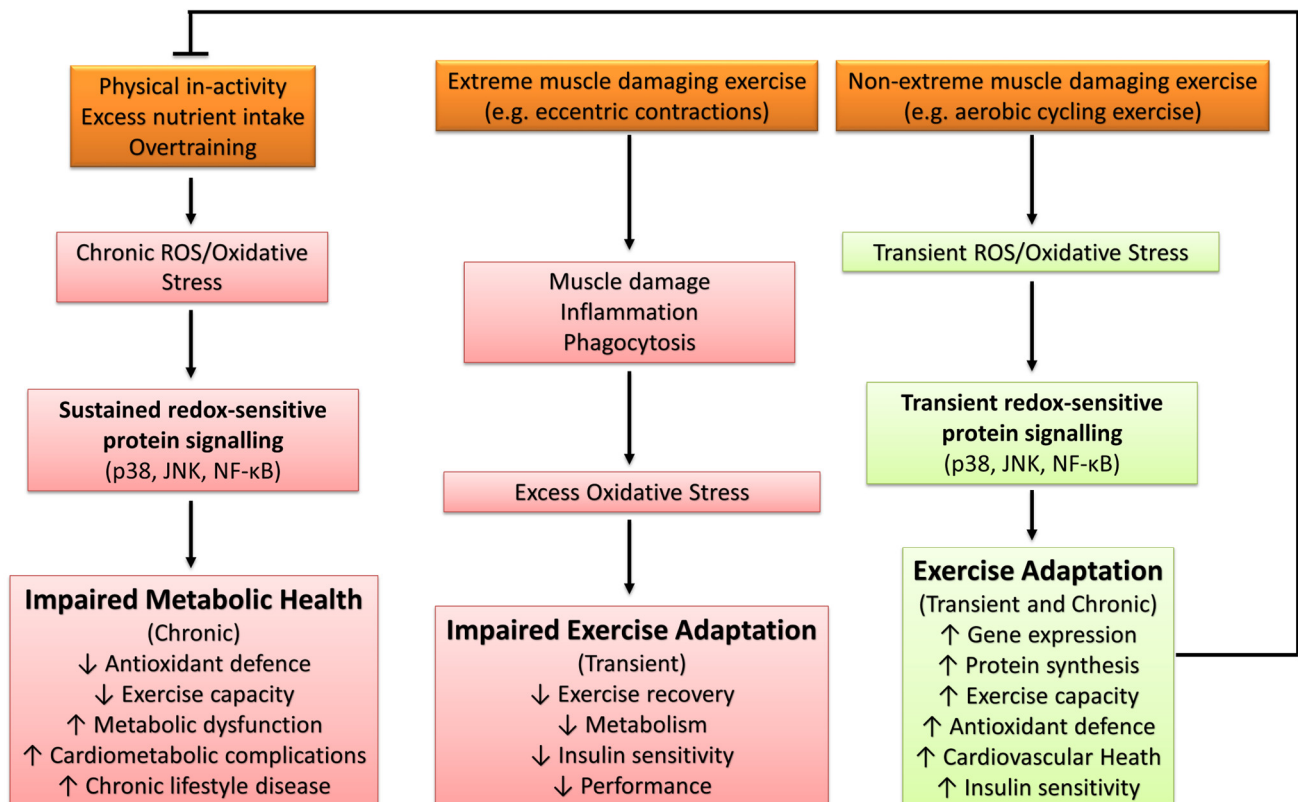 Physical in-activity
Excess nutrient intake
Overtraining
Chronic ROS/Oxidative
Stress
Sustained redox-sensitive
protein signalling
(p38, JNK, NF-κB)
Impaired Metabolic Health
(Chronic)
↓ Antioxidant defence
↓ Exercise capacity
↑ Metabolic dysfunction
↑ Cardiometabolic complications
↑ Chronic lifestyle disease
Extreme muscle damaging exercise
(e.g. eccentric contractions)
Muscle damage
Inflammation
Phagocytosis
Excess Oxidative Stress
Impaired Exercise Adaptation
(Transient)
↓ Exercise recovery
↓ Metabolism
↓ Insulin sensitivity
↓ Performance
Non-extreme muscle damaging exercise
(e.g. aerobic cycling exercise)
Transient ROS/Oxidative Stress
Transient redox-sensitive
protein signalling
(p38, JNK, NF-κB)
Exercise Adaptation
(Transient and Chronic)
↑ Gene expression
↑ Protein synthesis
↑ Exercise capacity
↑ Antioxidant defence
↑ Cardiovascular Heath
↑ Insulin sensitivity